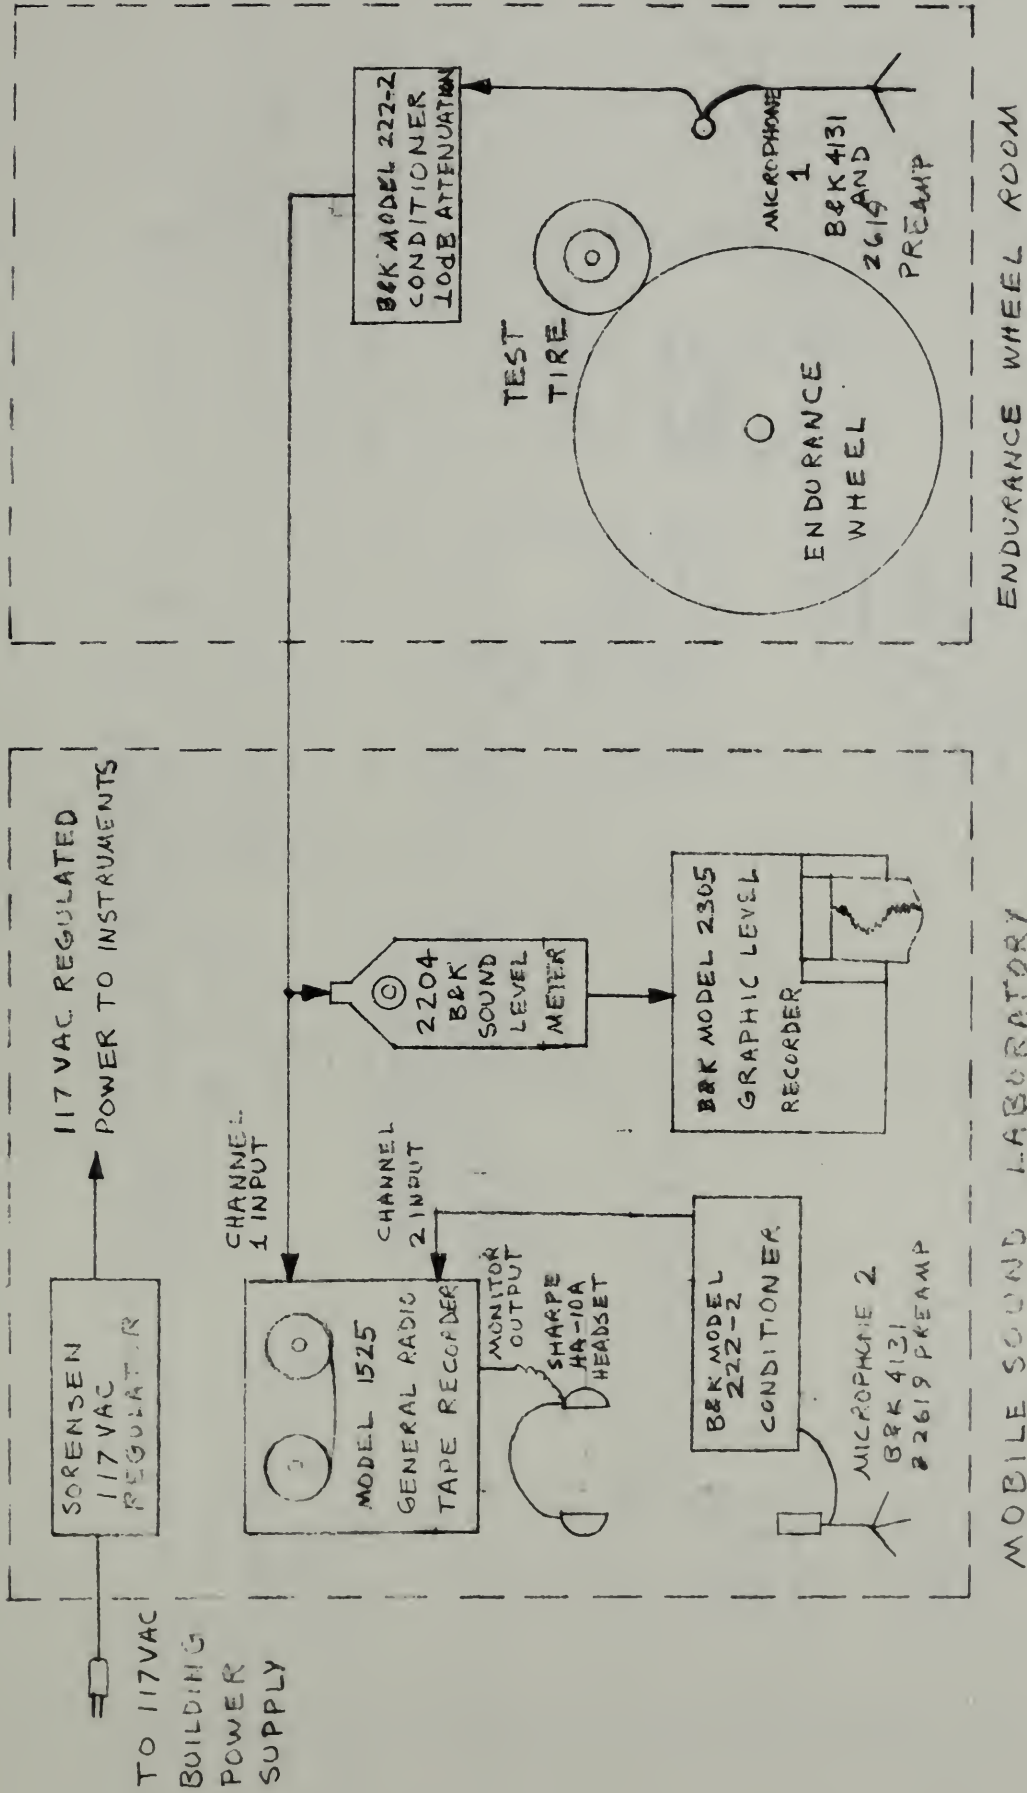 TO 117VAC
BUILDING
POWER
SUPPLY
SORENSEN
117 VAC
REGULAT R
117 VAC REGULATED
POWER TO INSTRUMENTS
CHANNEL
1 INPUT
MODEL 1525
GENERAL RADIO
TAPE RECORDER
CHANNEL
2 INPUT
MONITOR
OUTPUT
SHARPE
HA-10A
HEADSET
2204
B&K
SOUND
LEVEL
METER
B&K MODEL 2305
GRAPHIC LEVEL
RECORDER
B&K MODEL
222-2
CONDITIONER
MICROPHONE 2
B&K 4131
& 2619 PREAMP
MOBILE SOUND LABORATORY
B&K MODEL 222-2
CONDITIONER
10dB ATTENUATION
TEST
TIRE
ENDURANCE
WHEEL
MICROPHONE
1
B&K 4131
AND
2619
PREAMP
ENDURANCE WHEEL ROOM